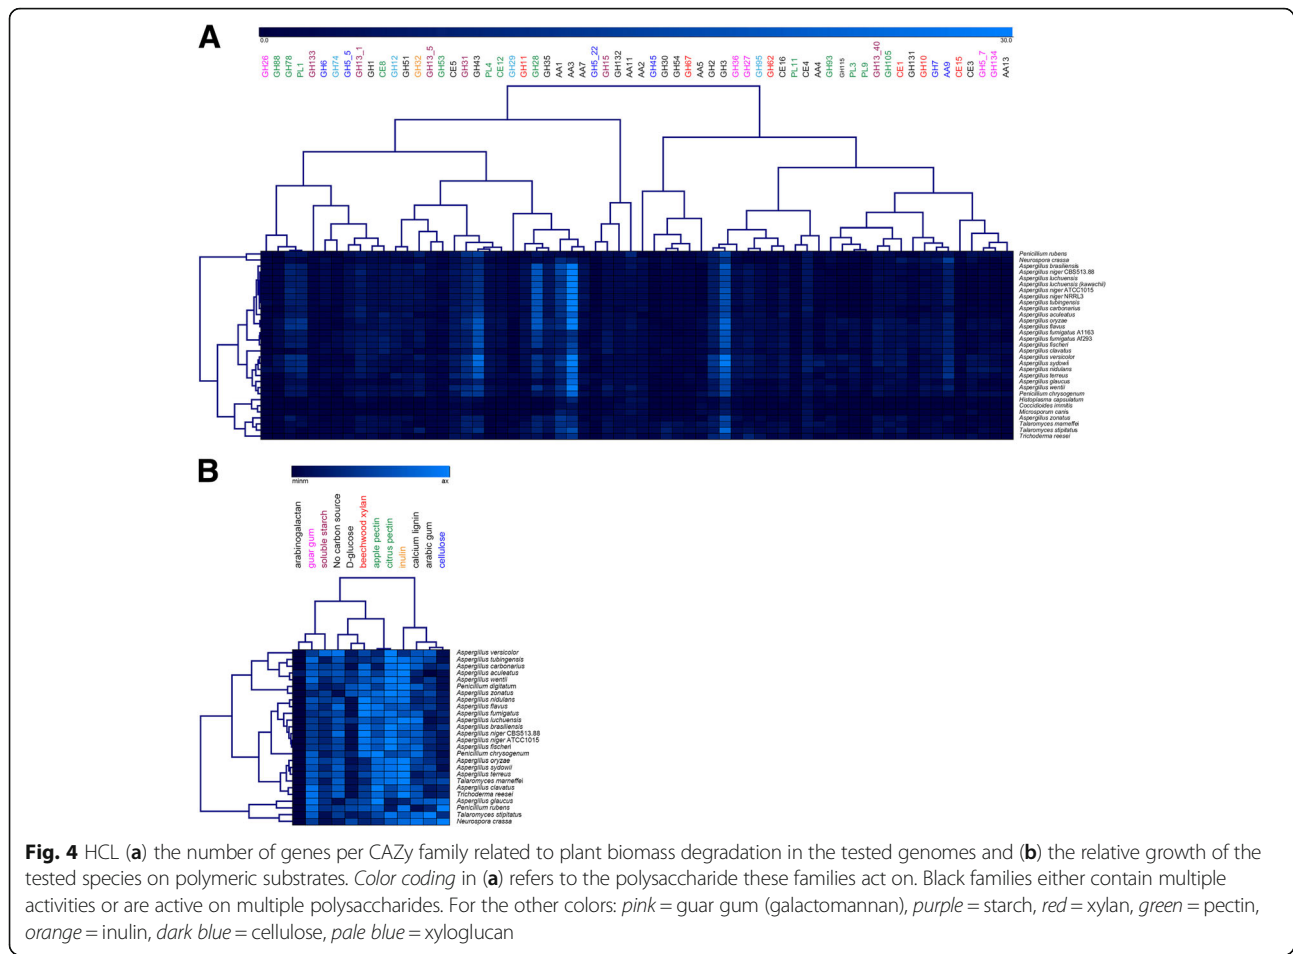 A
0.0 30.0
GH26 GH88 GH78 PL1 GH133 GH6 GH74 GH5_5 GH13_1 GH1 CE8 GH12 GH51 GH32 GH13_5 GH53 CE5 GH31 GH43 PL4 CE12 GH29 GH11 GH28 GH35 AA1 AA3 AA7 GH5_22 GH15 GH132 AA11 AA2 GH45 GH30 GH54 GH67 AA5 GH2 GH3 GH36 GH27 GH95 GH62 CE16 PL11 CE4 AA4 GH93 GH115 PL3 PL9 GH13_40 GH105 CE1 GH131 GH10 GH7 AA9 CE15 CE3 GH5_7 GH134 AA13
Penicillium rubens
Neurospora crassa
Aspergillus brasiliensis
Aspergillus niger CBS513.88
Aspergillus luchuensis
Aspergillus luchuensis (kawachii)
Aspergillus niger ATCC1015
Aspergillus niger NRRL3
Aspergillus tubingensis
Aspergillus carbonarius
Aspergillus aculeatus
Aspergillus oryzae
Aspergillus flavus
Aspergillus fumigatus A1163
Aspergillus fumigatus Af293
Aspergillus fischeri
Aspergillus clavatus
Aspergillus versicolor
Aspergillus sydowii
Aspergillus nidulans
Aspergillus terreus
Aspergillus glaucus
Aspergillus wentii
Penicillium chrysogenum
Histoplasma capsulatum
Coccidioides immitis
Microsporum canis
Aspergillus zonatus
Talaromyces marneffei
Talaromyces stipitatus
Trichoderma reesei
B
minm ax
arabinogalactan
guar gum
soluble starch
No carbon source
D-glucose
beechwood xylan
apple pectin
citrus pectin
inulin
calcium lignin
arabic gum
cellulose
Aspergillus versicolor
Aspergillus tubingensis
Aspergillus carbonarius
Aspergillus aculeatus
Aspergillus wentii
Penicillium digitatum
Aspergillus zonatus
Aspergillus nidulans
Aspergillus flavus
Aspergillus fumigatus
Aspergillus luchuensis
Aspergillus brasiliensis
Aspergillus niger CBS513.88
Aspergillus niger ATCC1015
Aspergillus fischeri
Penicillium chrysogenum
Aspergillus oryzae
Aspergillus sydowii
Aspergillus terreus
Talaromyces marneffei
Aspergillus clavatus
Trichoderma reesei
Aspergillus glaucus
Penicillium rubens
Talaromyces stipitatus
Neurospora crassa
Fig. 4 HCL (a) the number of genes per CAZy family related to plant biomass degradation in the tested genomes and (b) the relative growth of the
tested species on polymeric substrates. Color coding in (a) refers to the polysaccharide these families act on. Black families either contain multiple
activities or are active on multiple polysaccharides. For the other colors: pink = guar gum (galactomannan), purple = starch, red = xylan, green = pectin,
orange = inulin, dark blue = cellulose, pale blue = xyloglucan